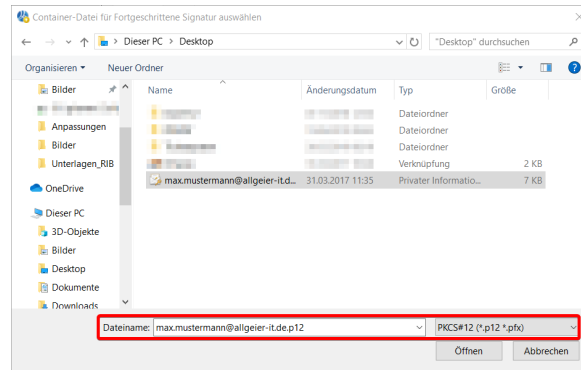 Container-Datei für Fortgeschrittene Signatur auswählen
Dieser PC > Desktop
"Desktop" durchsuchen
Organisieren
Neuer Ordner
Name
Änderungsdatum
Typ
Größe
Bilder
Anpassungen
Bilder
Unterlagen_RIB
OneDrive
Dieser PC
3D-Objekte
Bilder
Desktop
Dokumente
Downloads
Dateiordner
Dateiordner
Dateiordner
Verknüpfung 2 KB
max.mustermann@allgeier-it.d... 31.03.2017 11:35 Privater Informatio... 7 KB
Dateiname: max.mustermann@allgeier-it.de.p12 PKCS#12 (*.p12 *.pfx)
Öffnen Abbrechen